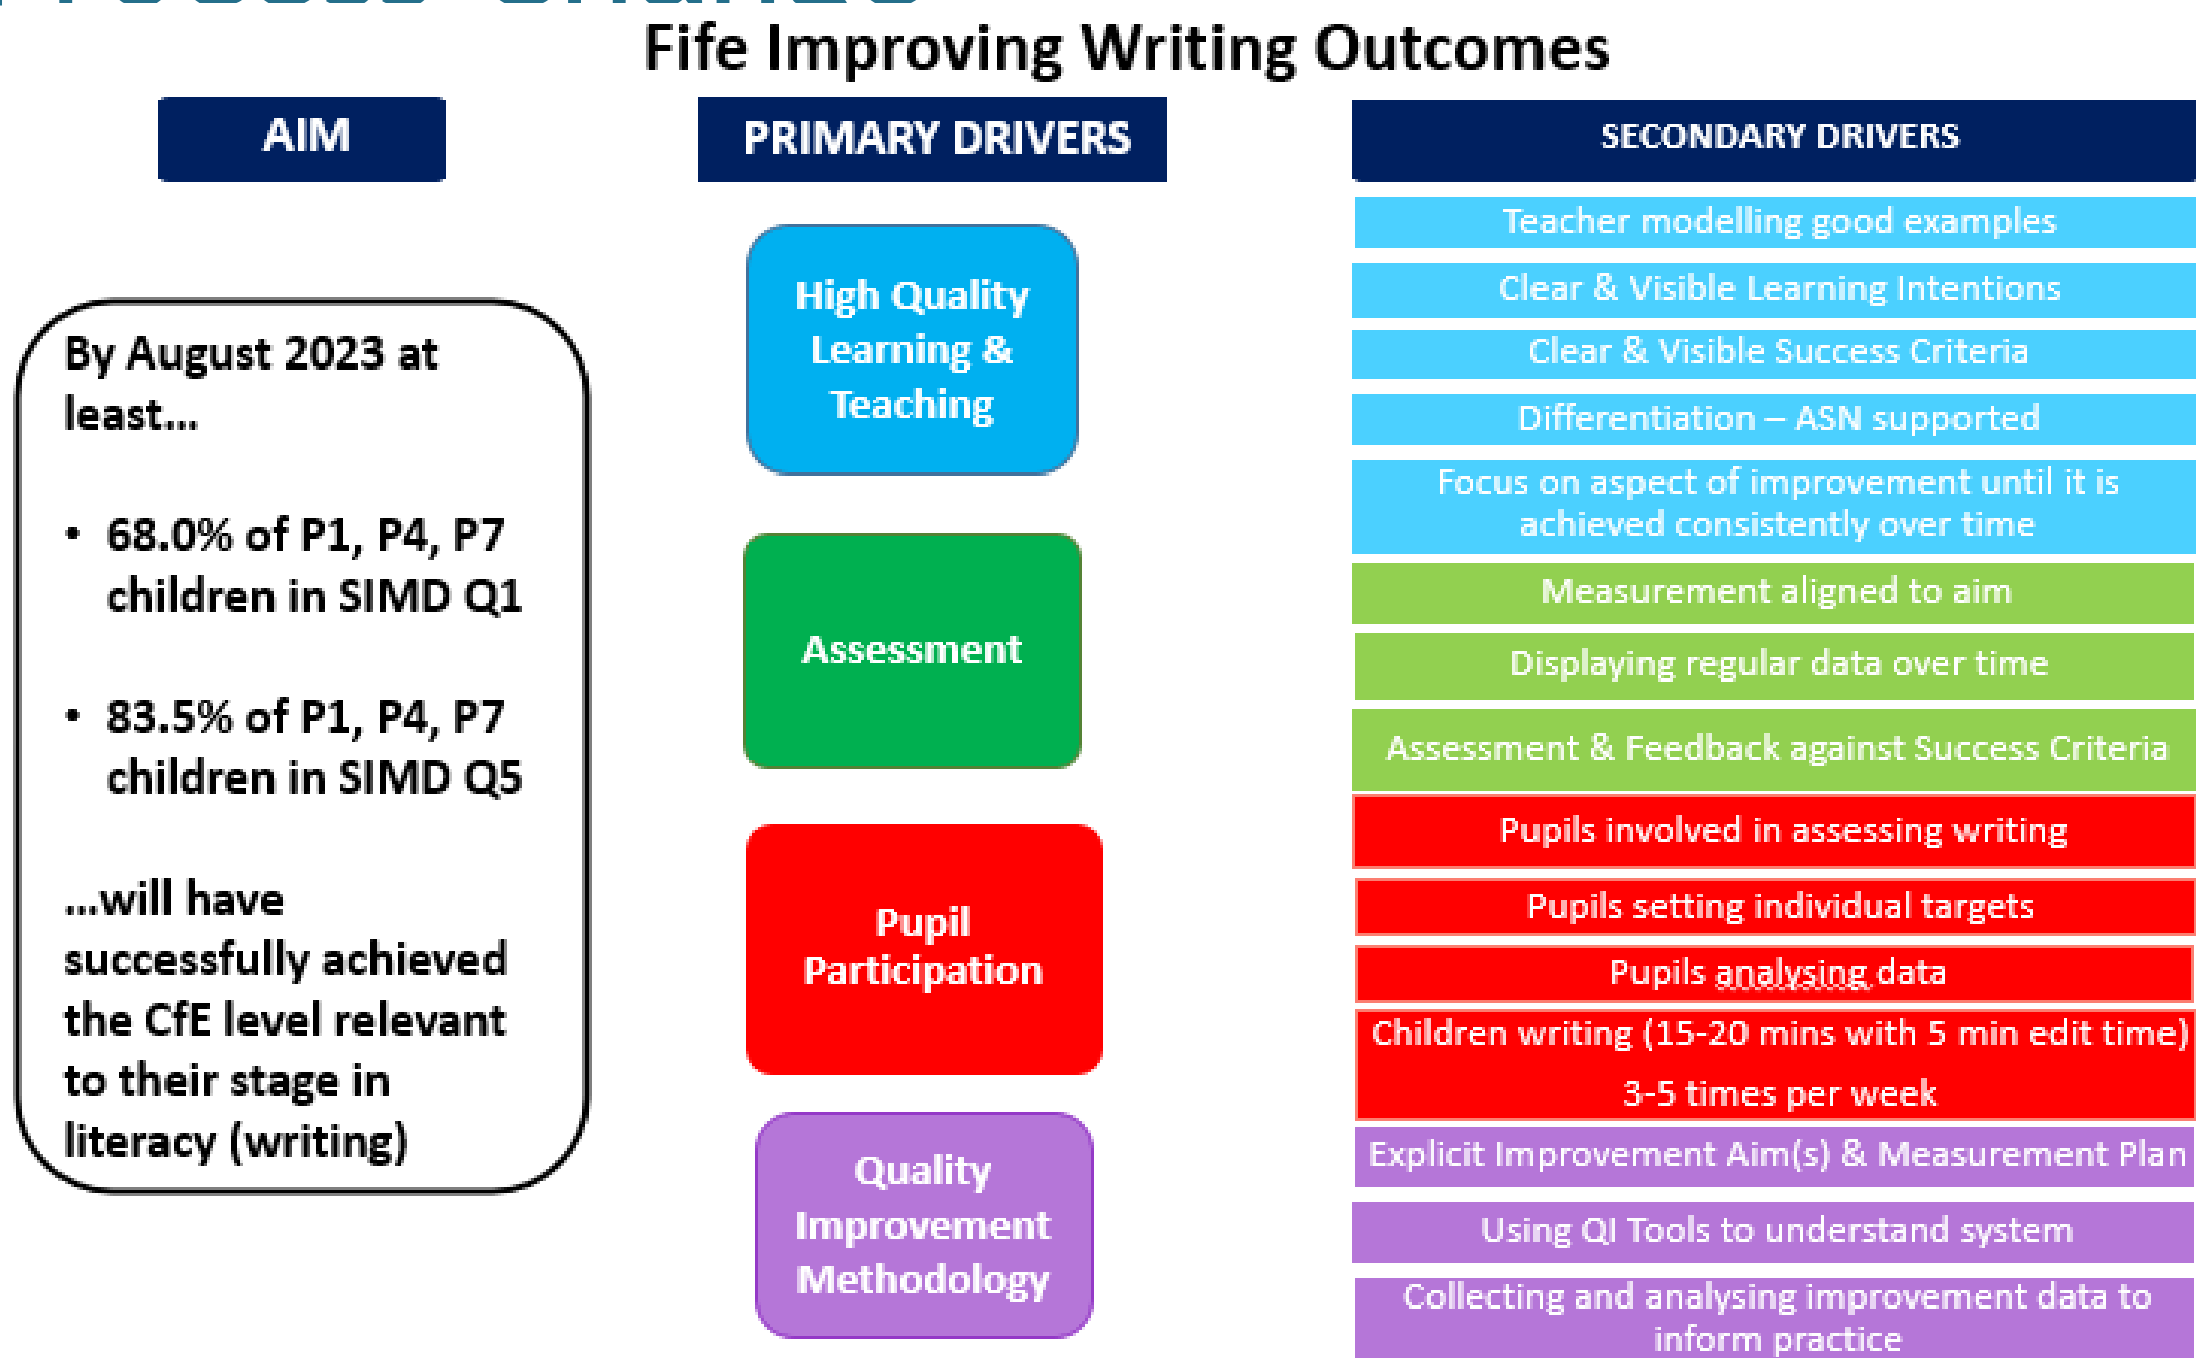 Fife Improving Writing Outcomes
AIM
By August 2023 at
least...
• 68.0% of P1, P4, P7
children in SIMD Q1
• 83.5% of P1, P4, P7
children in SIMD Q5
...will have
successfully achieved
the CfE level relevant
to their stage in
literacy (writing)
PRIMARY DRIVERS
High Quality
Learning &
Teaching
Assessment
Pupil
Participation
Quality
Improvement
Methodology
SECONDARY DRIVERS
Teacher modelling good examples
Clear & Visible Learning Intentions
Clear & Visible Success Criteria
Differentiation – ASN supported
Focus on aspect of improvement until it is
achieved consistently over time
Measurement aligned to aim
Displaying regular data over time
Assessment & Feedback against Success Criteria
Pupils involved in assessing writing
Pupils setting individual targets
Pupils analysing data
Children writing (15-20 mins with 5 min edit time)
3-5 times per week
Explicit Improvement Aim(s) & Measurement Plan
Using QI Tools to understand system
Collecting and analysing improvement data to
inform practice